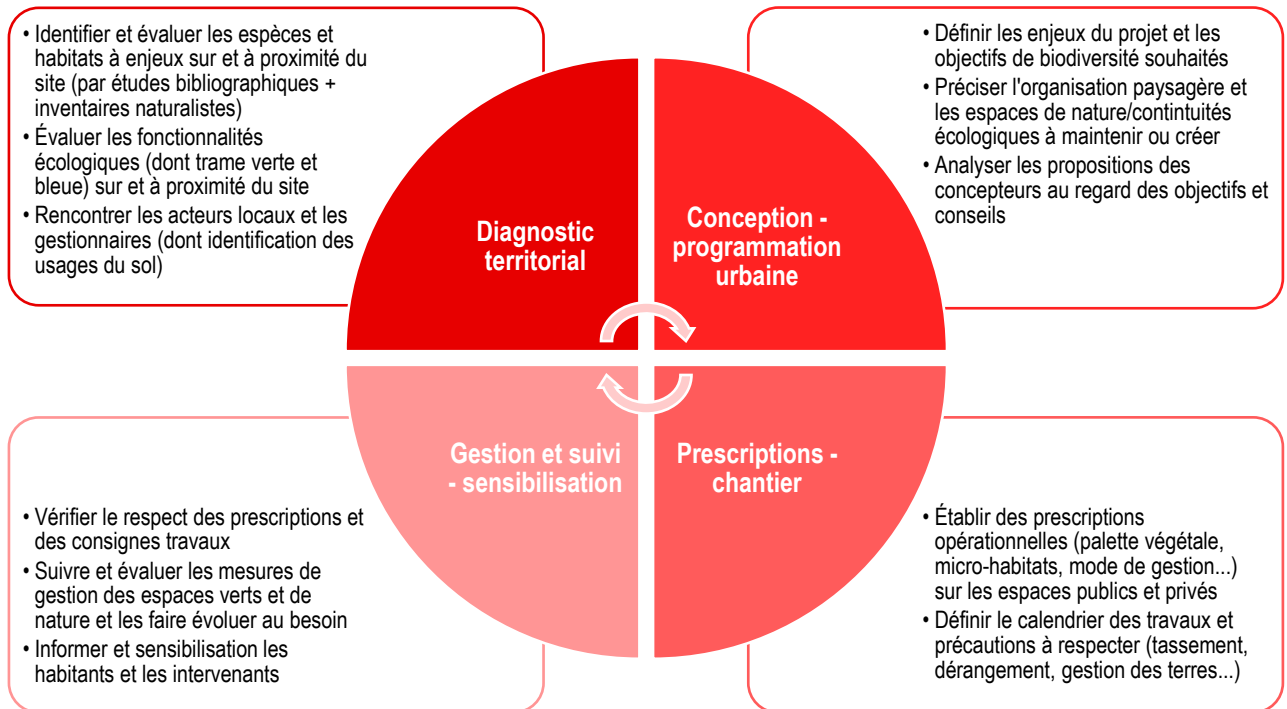 • Identifier et évaluer les espèces et
habitats à enjeux sur et à proximité du
site (par études bibliographiques +
inventaires naturalistes)
• Évaluer les fonctionnalités
écologiques (dont trame verte et
bleue) sur et à proximité du site
• Rencontrer les acteurs locaux et les
gestionnaires (dont identification des
usages du sol)
Diagnostic
territorial
• Définir les enjeux du projet et les
objectifs de biodiversité souhaités
• Préciser l'organisation paysagère et
les espaces de nature/contintuités
écologiques à maintenir ou créer
• Analyser les propositions des
concepteurs au regard des objectifs et
conseils
Conception -
programmation
urbaine
Gestion et suivi
- sensibilisation
• Vérifier le respect des prescriptions et
des consignes travaux
• Suivre et évaluer les mesures de
gestion des espaces verts et de
nature et les faire évoluer au besoin
• Informer et sensibilisation les
habitants et les intervenants
Prescriptions -
chantier
• Établir des prescriptions
opérationnelles (palette végétale,
micro-habitats, mode de gestion...)
sur les espaces publics et privés
• Définir le calendrier des travaux et
précautions à respecter (tassement,
dérangement, gestion des terres...)